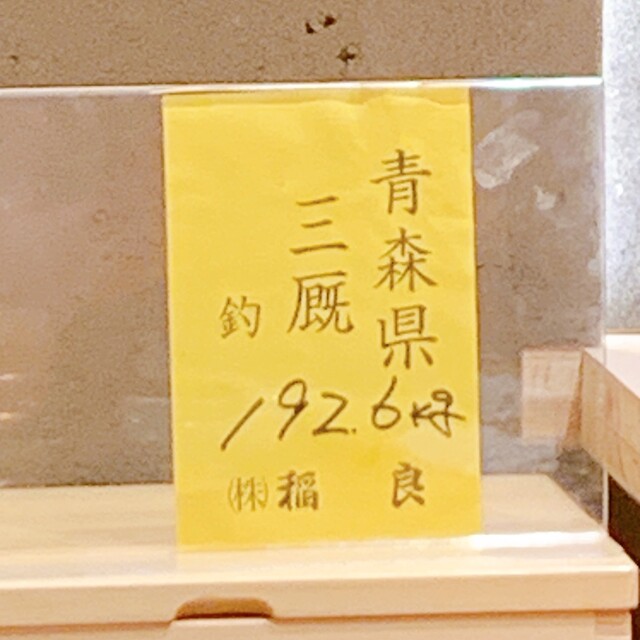 青森県
三厩
釣
192.6kg
㈱稲良